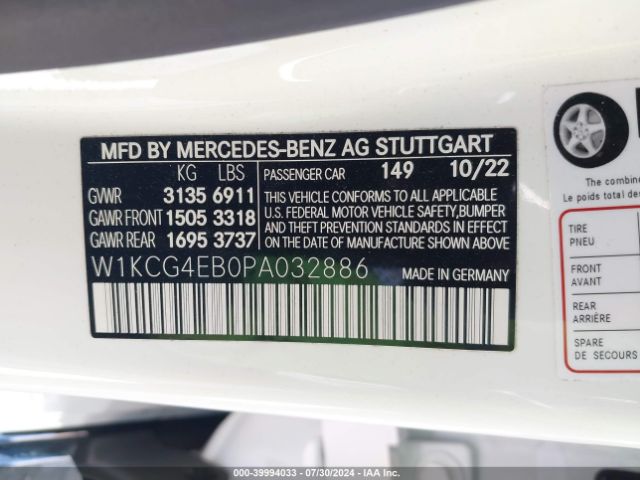 MFD BY MERCEDES-BENZ AG STUTTGART
KG LBS PASSENGER CAR 149 10/22
GVWR 3135 6911
GAWR FRONT 1505 3318
GAWR REAR 1695 3737
THIS VEHICLE CONFORMS TO ALL APPLICABLE
U.S. FEDERAL MOTOR VEHICLE SAFETY, BUMPER
AND THEFT PREVENTION STANDARDS IN EFFECT
ON THE DATE OF MANUFACTURE SHOWN ABOVE.
W1KCG4EB0PA032886 MADE IN GERMANY
The combined
Le poids total des
TIRE
PNEU
FRONT
AVANT
REAR
ARRIÈRE
SPARE
DE SECOURS
000-39994033 - 07/30/2024 - IAA, Inc.